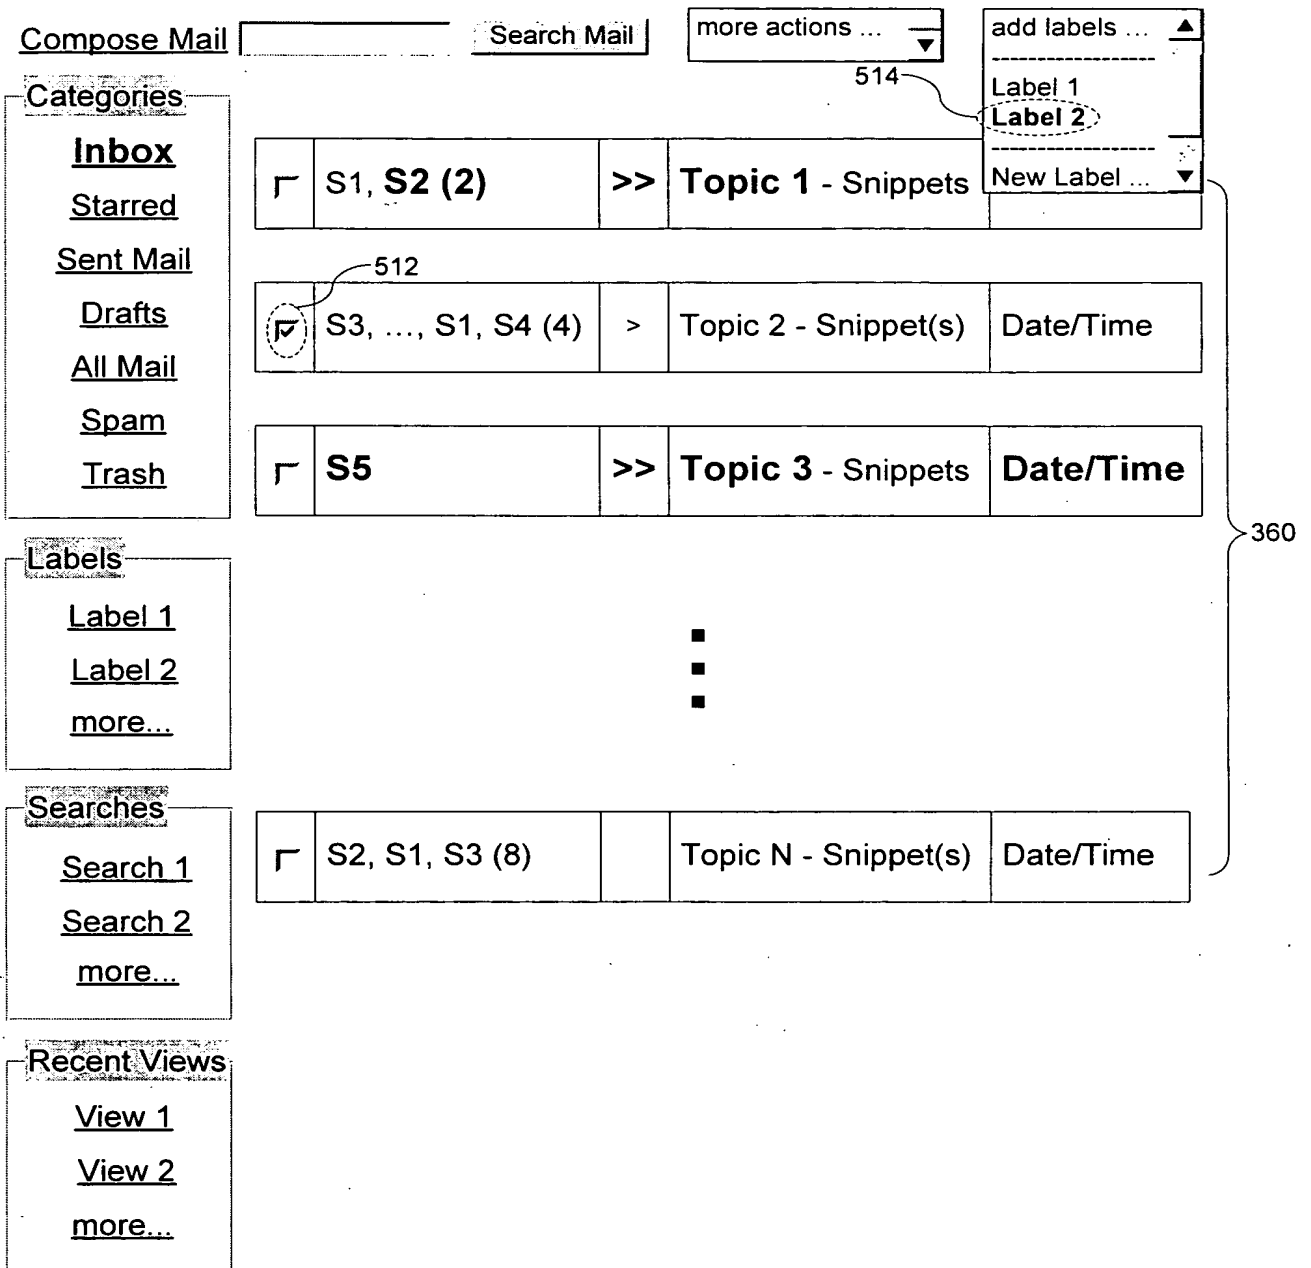 Compose Mail Search Mail more actions ... add labels ...
514
Label 1
Label 2
New Label ...
Categories
Inbox
Starred
Sent Mail
Drafts
All Mail
Spam
Trash
S1, S2 (2) >> Topic 1 - Snippets
512
S3, ..., S1, S4 (4) > Topic 2 - Snippet(s) Date/Time
S5 >> Topic 3 - Snippets Date/Time
360
Labels
Label 1
Label 2
more...
Searches
Search 1
Search 2
more...
S2, S1, S3 (8) Topic N - Snippet(s) Date/Time
Recent Views
View 1
View 2
more...